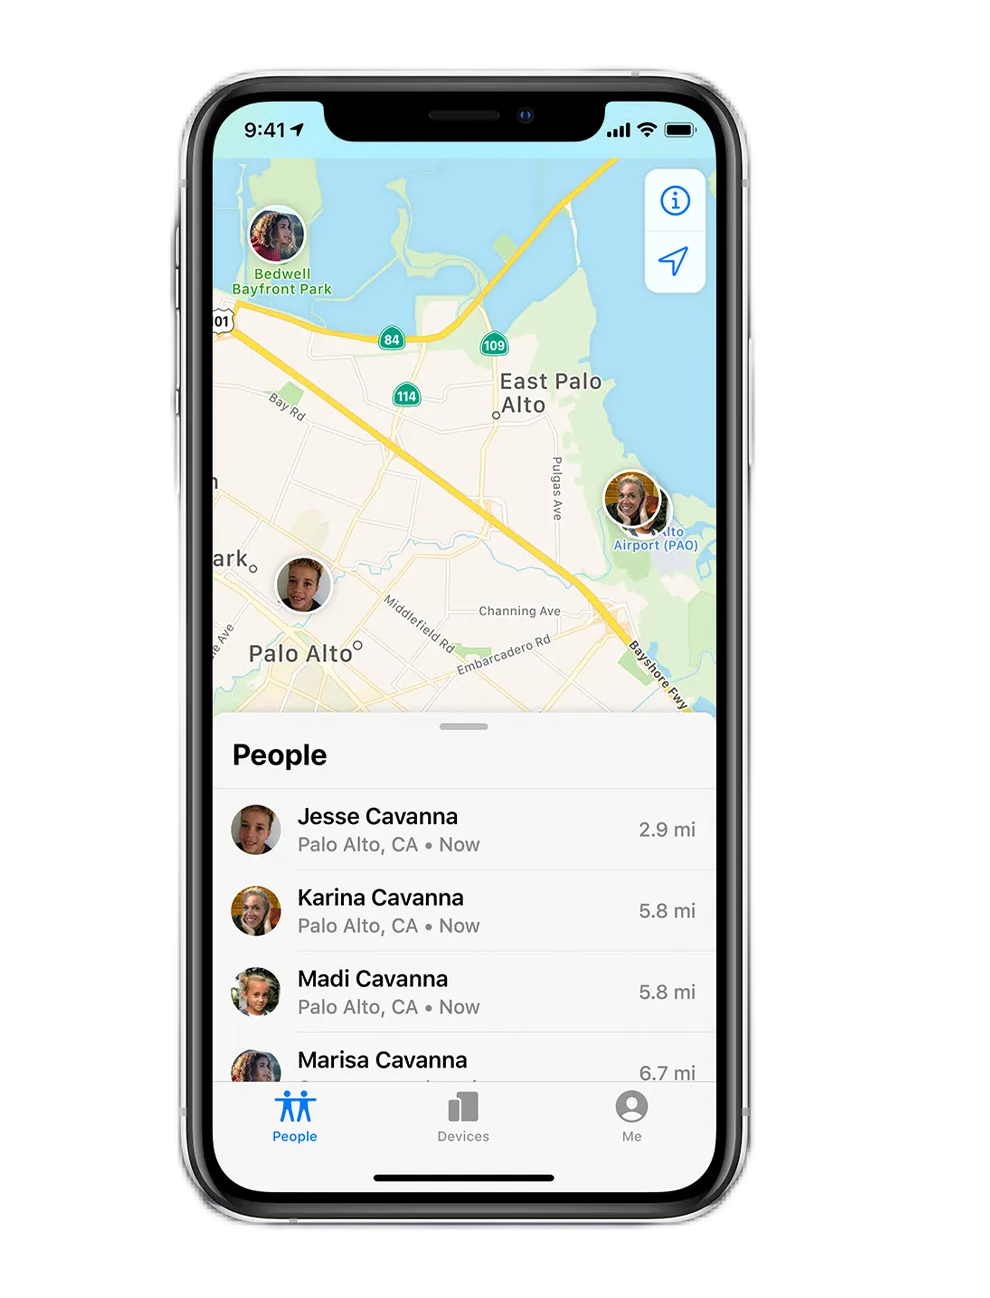 9:41
Bedwell
Bayfront Park
101
84
109
114
East Palo
Alto
Bay Rd
Pulgas Ave
Alto
Airport (PAO)
ark
Channing Ave
Middlefield Rd
Embarcadero Rd
Palo Alto
Bayshore Fwy
People
Jesse Cavanna
Palo Alto, CA • Now
2.9 mi
Karina Cavanna
Palo Alto, CA • Now
5.8 mi
Madi Cavanna
Palo Alto, CA • Now
5.8 mi
Marisa Cavanna
6.7 mi
People
Devices
Me